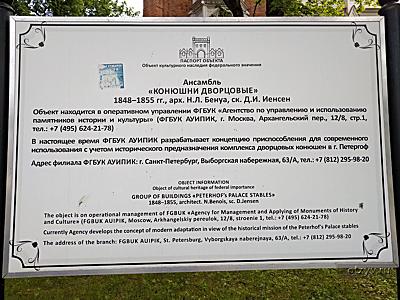 ПАСПОРТ ОБЪЕКТА
Объект культурного наследия федерального значения
Ансамбль
«КОНЮШНИ ДВОРЦОВЫЕ»
1848–1855 гг., арх. Н.Л. Бенуа, ск. Д.И. Иенсен
Объект находится в оперативном управлении ФГБУК «Агентство по управлению и использованию
памятников истории и культуры» (ФГБУК АУИПИК, г. Москва, Архангельский пер., 12/8, стр.1,
тел.: +7 (495) 624-21-78)
В настоящее время ФГБУК АУИПИК разрабатывает концепцию приспособления для современного
использования с учетом исторического предназначения комплекса дворцовых конюшен в г. Петергоф
Адрес филиала ФГБУК АУИПИК: г. Санкт-Петербург, Выборгская набережная, 63/А, тел.: +7 (812) 295-98-20
OBJECT INFORMATION
Object of cultural heritage of federal importance
GROUP OF BUILDINGS «PETERHOF'S PALACE STABLES»
1848–1855, architect. N.Benois, sc. D.Jensen
The object is on operational management of FGBUK «Agency for Management and Applying of Monuments of History
and Culture» (FGBUK AUIPIK, Moscow, Arkhangelskiy pereulok, 12/8, stroenie 1, tel.: +7 (495) 624-21-78)
Currently Agency develops the concept of modern adaptation in view of the historical mission of the Peterhof's Palace stables
The address of the branch: FGBUK AUIPIK, St. Petersburg, Vyborgskaya naberejnaya, 63/A, tel.: +7 (812) 295-98-20